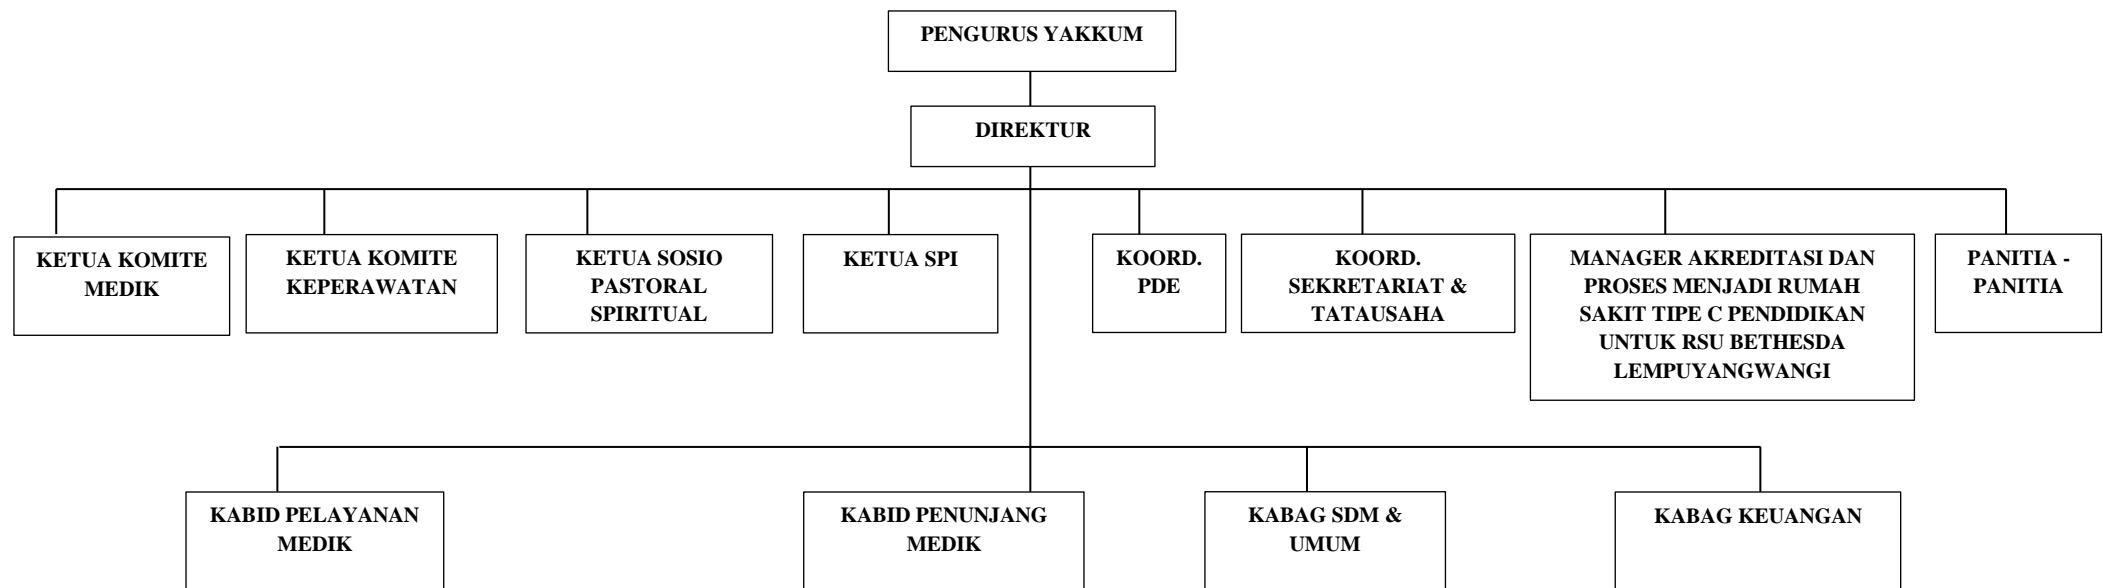 PENGURUS YAKKUM
DIREKTUR
KETUA KOMITE
MEDIK
KETUA KOMITE
KEPERAWATAN
KETUA SOSIO
PASTORAL
SPIRITUAL
KETUA SPI
KOORD.
PDE
KOORD.
SEKRETARIAT &
TATAUSAHA
MANAGER AKREDITASI DAN
PROSES MENJADI RUMAH
SAKIT TIPE C PENDIDIKAN
UNTUK RSU BETHESDA
LEMPUYANGWANGI
PANITIA -
PANITIA
KABID PELAYANAN
MEDIK
KABID PENUNJANG
MEDIK
KABAG SDM &
UMUM
KABAG KEUANGAN